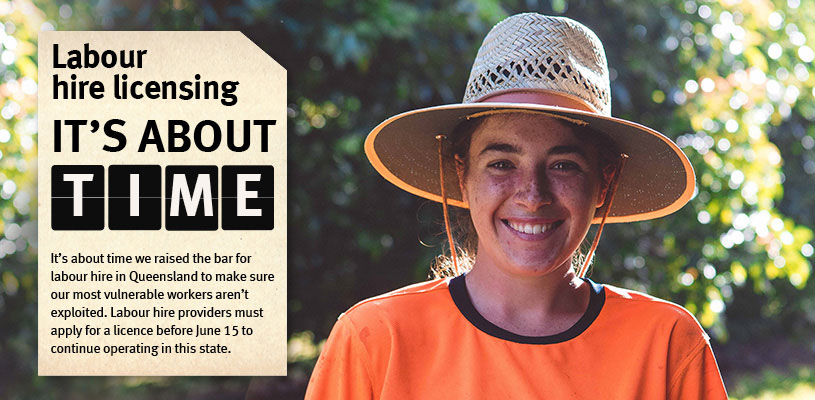 Labour
hire licensing
IT'S ABOUT
TIME
It's about time we raised the bar for
labour hire in Queensland to make sure
our most vulnerable workers aren't
exploited. Labour hire providers must
apply for a licence before June 15 to
continue operating in this state.